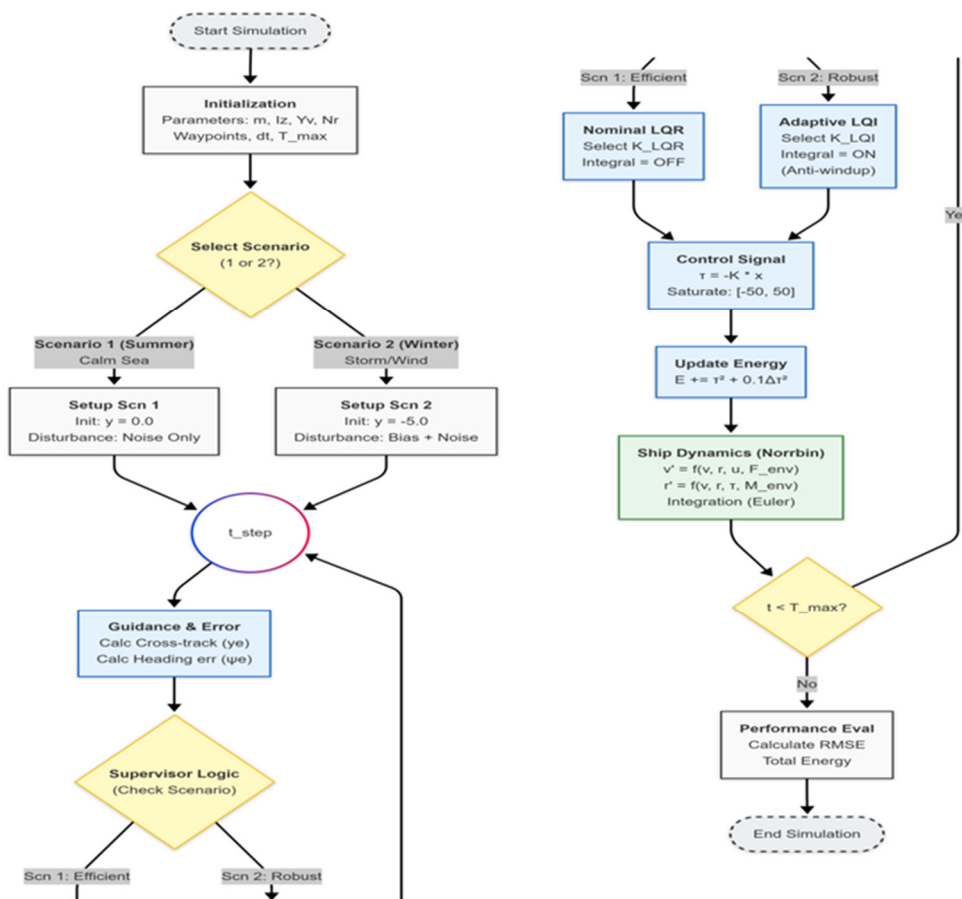 Start Simulation
Initialization
Parameters: m, Iz, Yv, Nr
Waypoints, dt, T_max
Select Scenario
(1 or 2?)
Scenario 1 (Summer)
Calm Sea
Scenario 2 (Winter)
Storm/Wind
Setup Scn 1
Init: y = 0.0
Disturbance: Noise Only
Setup Scn 2
Init: y = -5.0
Disturbance: Bias + Noise
t_step
Guidance & Error
Calc Cross-track (ye)
Calc Heading err (ψe)
Supervisor Logic
(Check Scenario)
Scn 1: Efficient
Scn 2: Robust
Scn 1: Efficient
Scn 2: Robust
Nominal LQR
Select K_LQR
Integral = OFF
Adaptive LQI
Select K_LQI
Integral = ON
(Anti-windup)
Control Signal
τ = -K * x
Saturate: [-50, 50]
Update Energy
E += τ² + 0.1Δτ²
Ship Dynamics (Norrbin)
v' = f(v, r, u, F_env)
r' = f(v, r, τ, M_env)
Integration (Euler)
Ye
t < T_max?
No
Performance Eval
Calculate RMSE
Total Energy
End Simulation